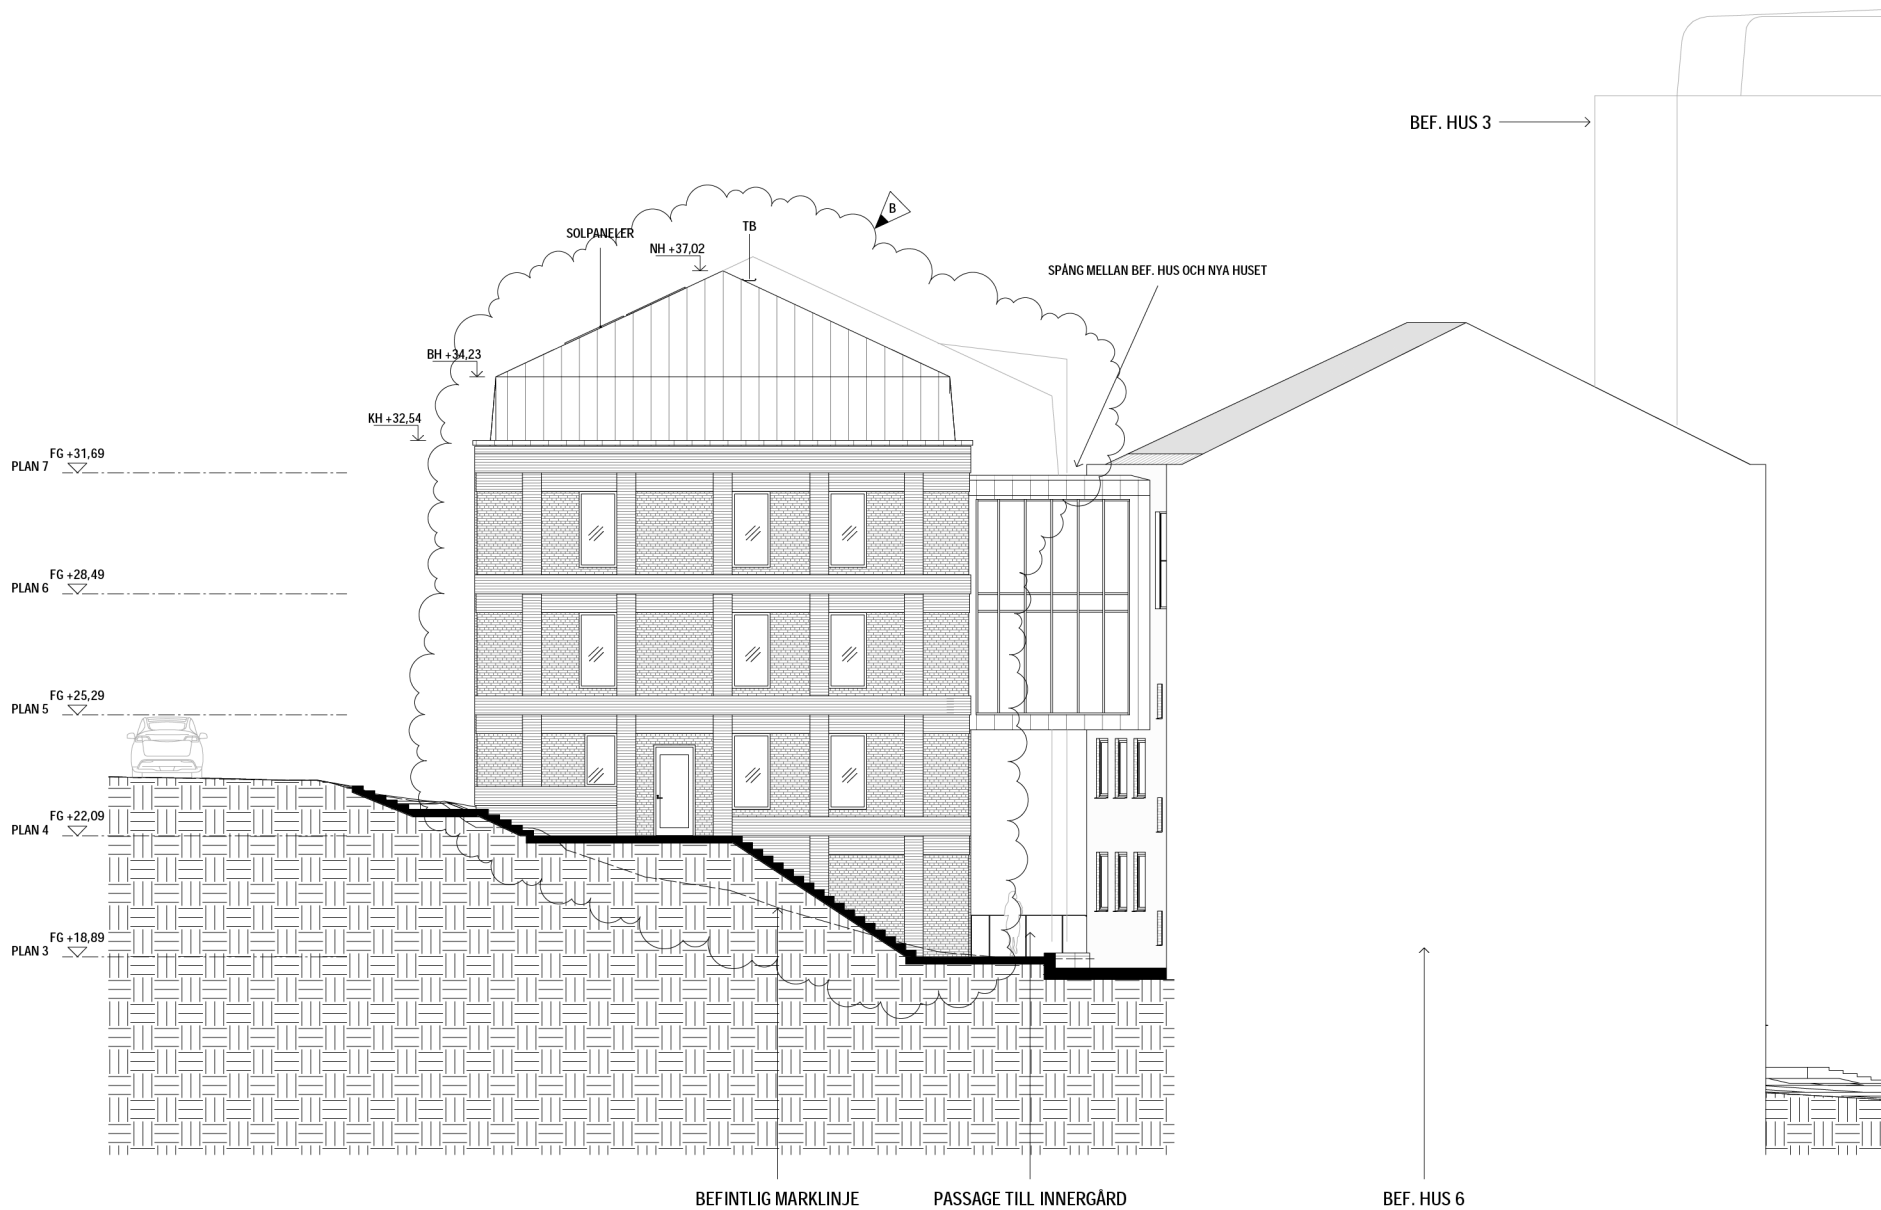 BEF. HUS 3
B
SOLPANELER
TB
NH +37,02
SPÅNG MELLAN BEF. HUS OCH NYA HUSET
BH +34,23
KH +32,54
FG +31,69
PLAN 7
FG +28,49
PLAN 6
FG +25,29
PLAN 5
FG +22,09
PLAN 4
FG +18,89
PLAN 3
BEFINTLIG MARKLINJE
PASSAGE TILL INNERGÅRD
BEF. HUS 6